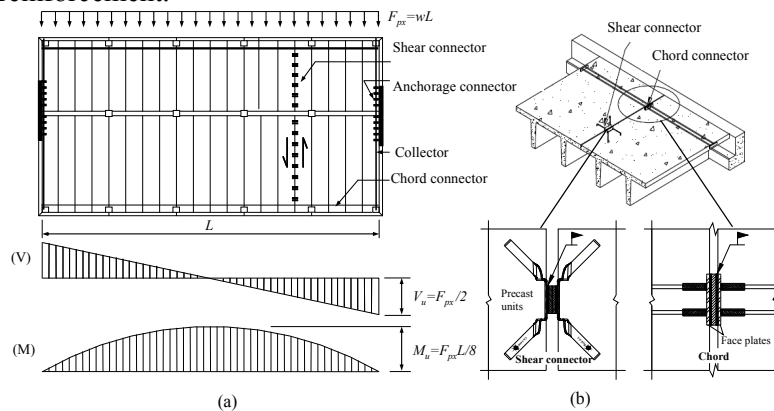 reinforcement.
F_px=wL
Shear connector
Anchorage connector
Collector
Chord connector
L
(V)
V_u=F_px/2
(M)
M_u=F_pxL/8
(a)
Shear connector
Chord connector
Precast
units
Shear connector
Face plates
Chord
(b)